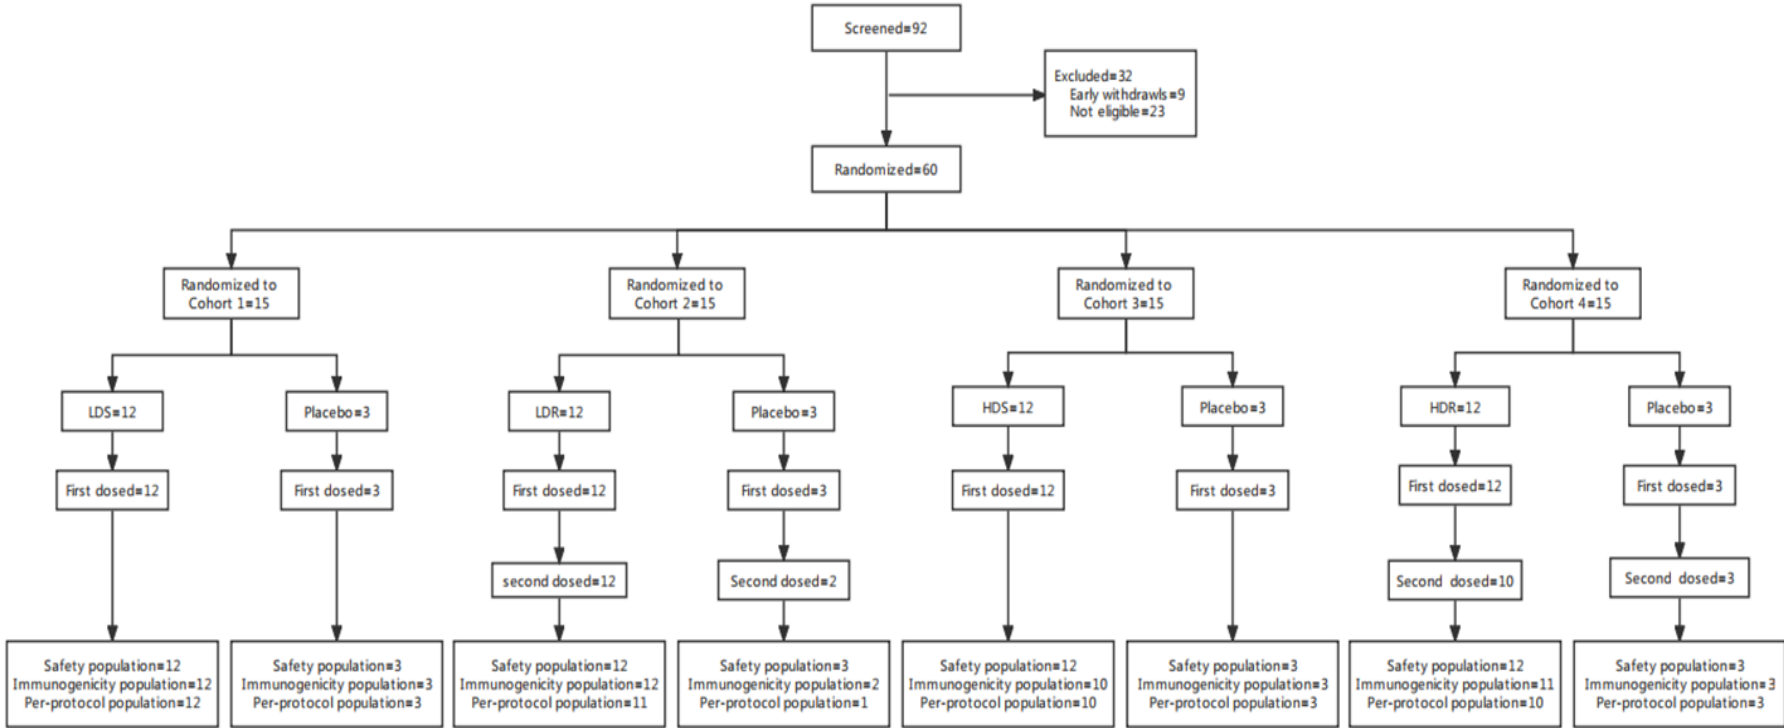 Screened=92
Excluded=32
Early withdrawls=9
Not eligible=23
Randomized=60
Randomized to
Cohort 1=15
Randomized to
Cohort 2=15
Randomized to
Cohort 3=15
Randomized to
Cohort 4=15
LDS=12
Placebo=3
LDR=12
Placebo=3
HDS=12
Placebo=3
HDR=12
Placebo=3
First dosed=12
First dosed=3
First dosed=12
First dosed=3
First dosed=12
First dosed=3
First dosed=12
First dosed=3
second dosed=12
Second dosed=2
Second dosed=10
Second dosed=3
Safety population=12
Immunogenicity population=12
Per-protocol population=12
Safety population=3
Immunogenicity population=3
Per-protocol population=3
Safety population=12
Immunogenicity population=12
Per-protocol population=11
Safety population=3
Immunogenicity population=2
Per-protocol population=1
Safety population=12
Immunogenicity population=10
Per-protocol population=10
Safety population=3
Immunogenicity population=3
Per-protocol population=3
Safety population=12
Immunogenicity population=11
Per-protocol population=10
Safety population=3
Immunogenicity population=3
Per-protocol population=3